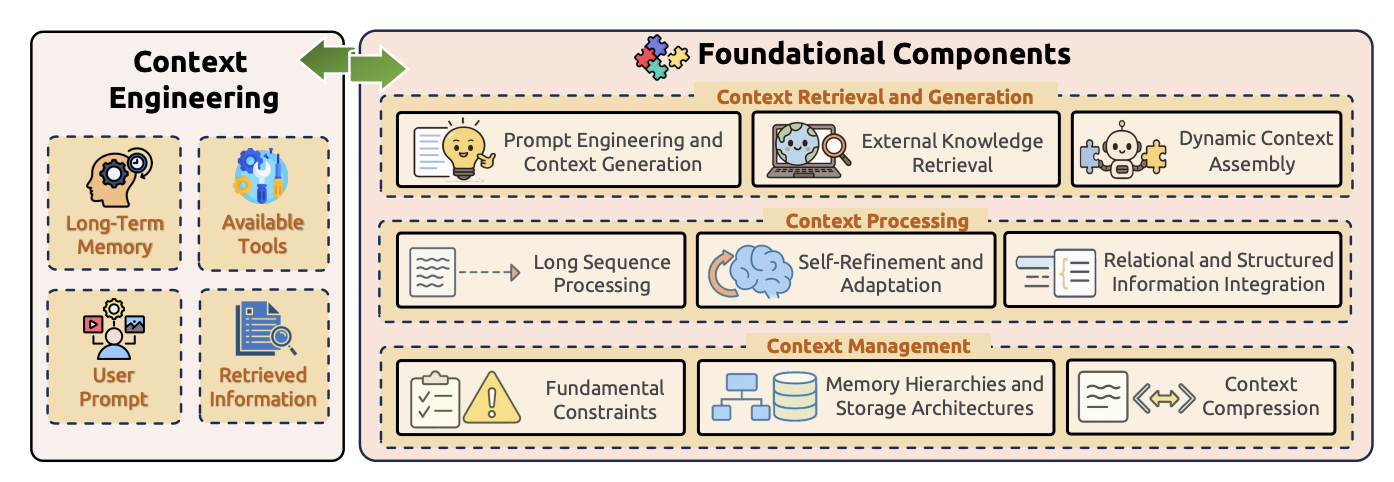 Context
Engineering
Long-Term
Memory
Available
Tools
User
Prompt
Retrieved
Information
Foundational Components
Context Retrieval and Generation
Prompt Engineering and
Context Generation
External Knowledge
Retrieval
Dynamic Context
Assembly
Context Processing
Long Sequence
Processing
Self-Refinement and
Adaptation
Relational and Structured
Information Integration
Context Management
Fundamental
Constraints
Memory Hierarchies and
Storage Architectures
Context
Compression